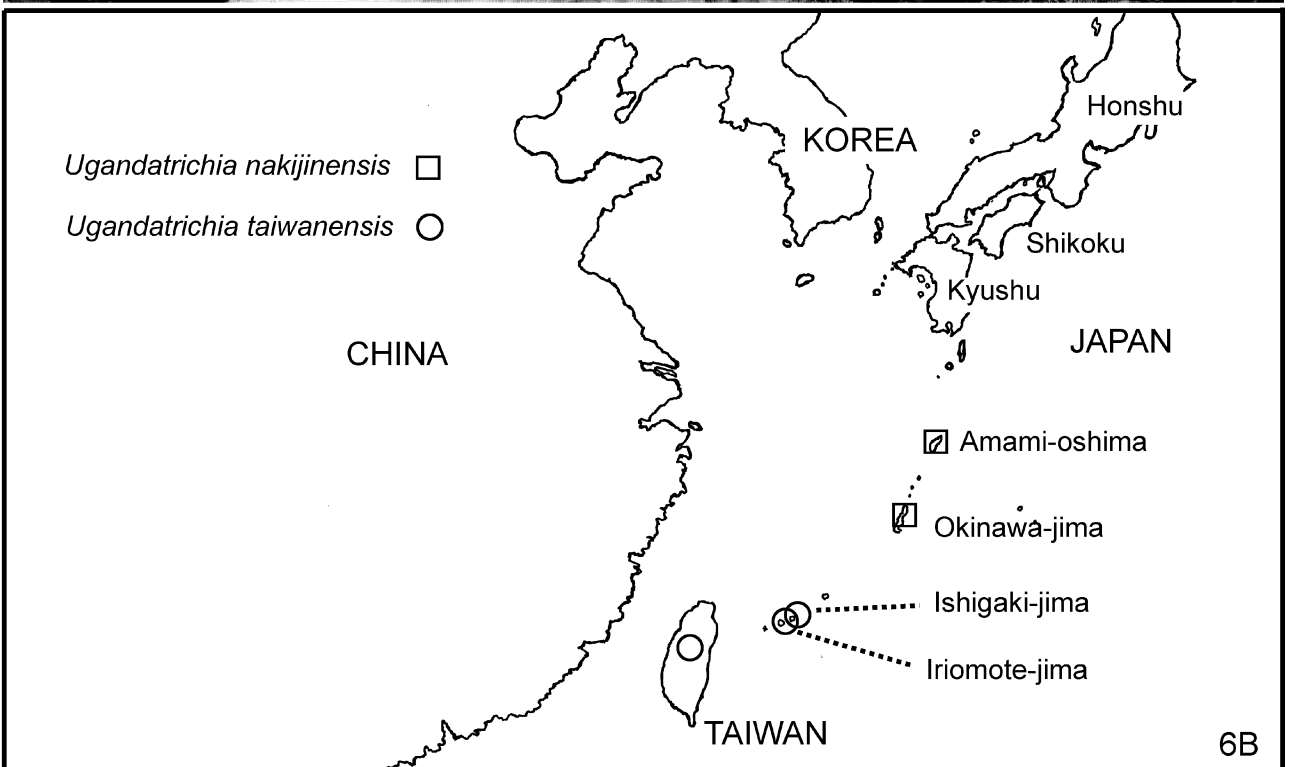 Honshu
KOREA
Ugandatrichia nakijinensis
Ugandatrichia taiwanensis
Shikoku
Kyushu
CHINA
JAPAN
Amami-oshima
Okinawa-jima
Ishigaki-jima
Iriomote-jima
TAIWAN
6B